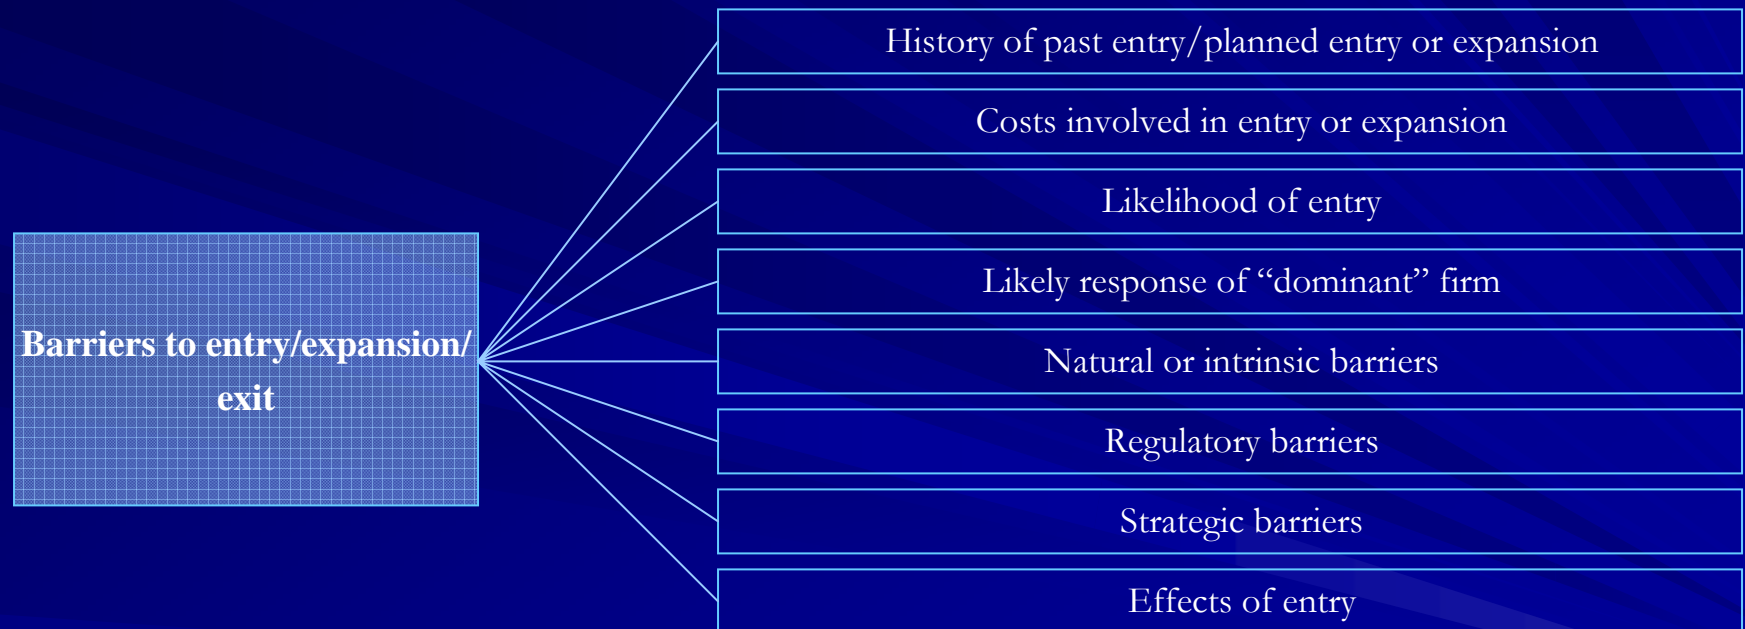 Barriers to entry/expansion/
exit
History of past entry/planned entry or expansion
Costs involved in entry or expansion
Likelihood of entry
Likely response of “dominant” firm
Natural or intrinsic barriers
Regulatory barriers
Strategic barriers
Effects of entry